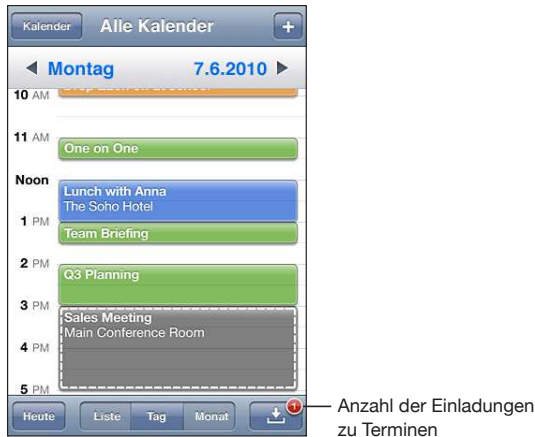 Kalender Alle Kalender +
Montag 7.6.2010
10 AM
11 AM
One on One
Noon
Lunch with Anna
The Soho Hotel
1 PM
Team Briefing
2 PM
Q3 Planning
3 PM
Sales Meeting
Main Conference Room
4 PM
5 PM
Heute Liste Tag Monat 1
Anzahl der Einladungen
zu Terminen